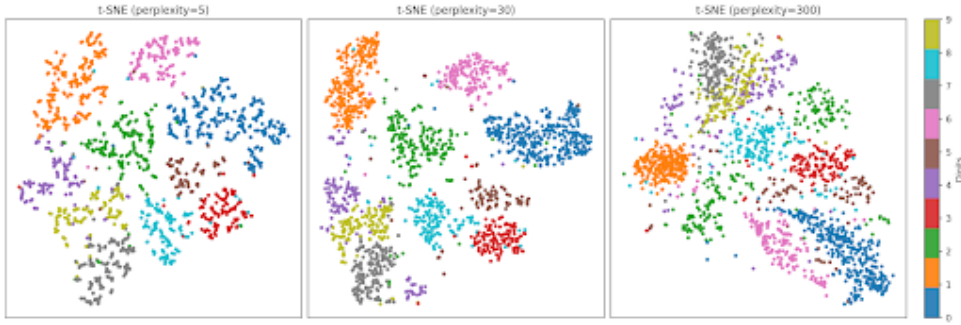 t-SNE (perplexity=5)
t-SNE (perplexity=30)
t-SNE (perplexity=300)
9
8
7
6
5
4
3
2
1
0
Digits